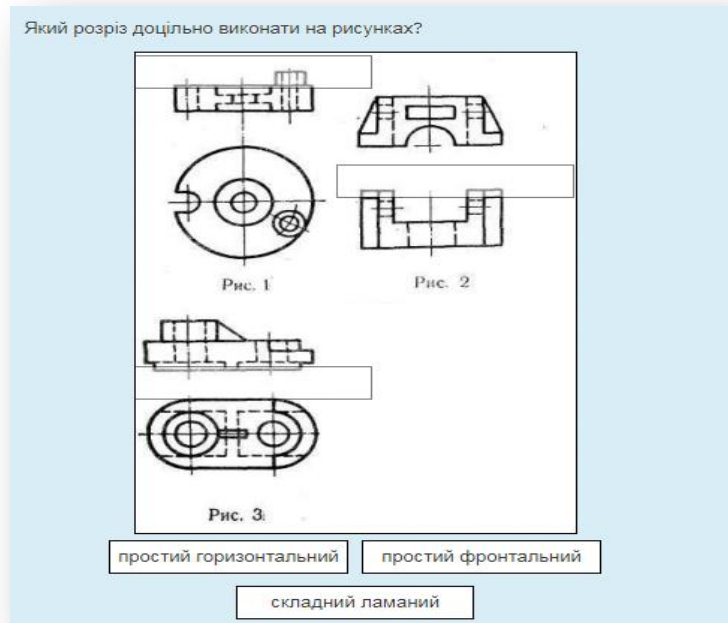 Який розріз доцільно виконати на рисунках?
Рис. 1
Рис. 2
Рис. 3
простий горизонтальний
простий фронтальний
складний ламаний